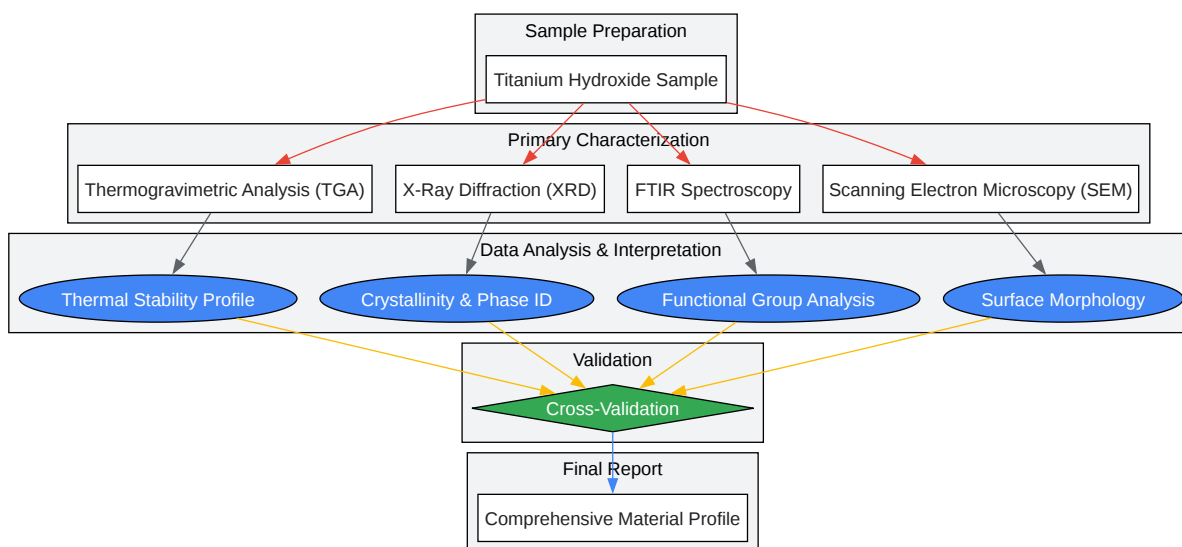 Sample Preparation
Titanium Hydroxide Sample
Primary Characterization
Thermogravimetric Analysis (TGA)
X-Ray Diffraction (XRD)
FTIR Spectroscopy
Scanning Electron Microscopy (SEM)
Data Analysis & Interpretation
Thermal Stability Profile
Crystallinity & Phase ID
Functional Group Analysis
Surface Morphology
Validation
Cross-Validation
Final Report
Comprehensive Material Profile